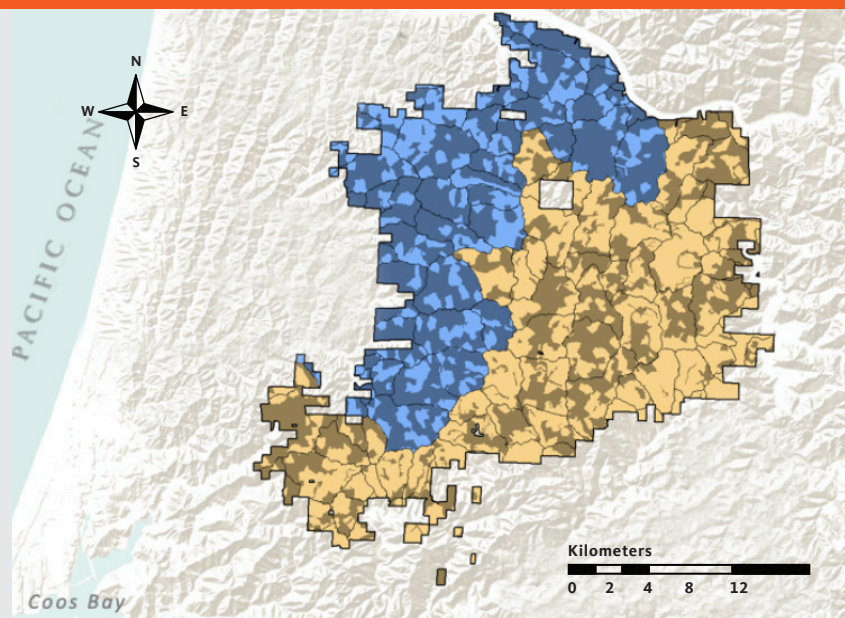 N
W E
S
PACIFIC OCEAN
Kilometers
0 2 4 8 12
Coos Bay